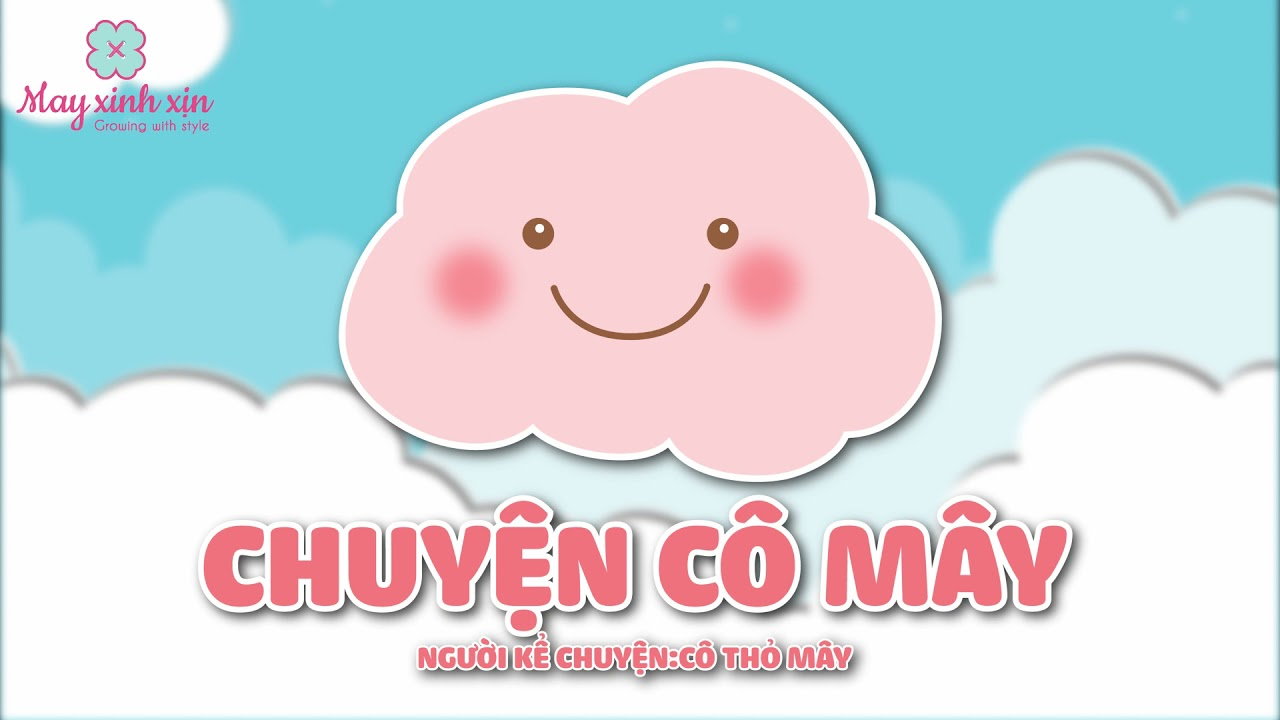 May xinh xịn
Growing with style
CHUYỆN CÔ MÂY
NGƯỜI KỂ CHUYỆN:CÔ THỎ MÂY